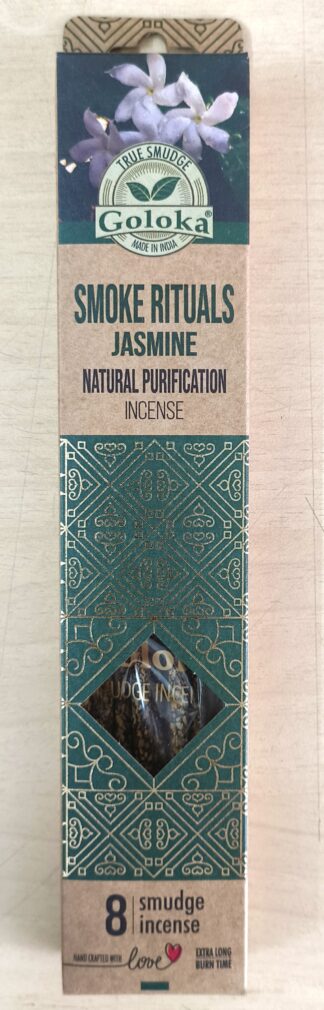 TRUE SMUDGE
Goloka®
MADE IN INDIA
SMOKE RITUALS
JASMINE
NATURAL PURIFICATION
INCENSE
8 smudge
incense
HAND CRAFTED WITH love
EXTRA LONG
BURN TIME